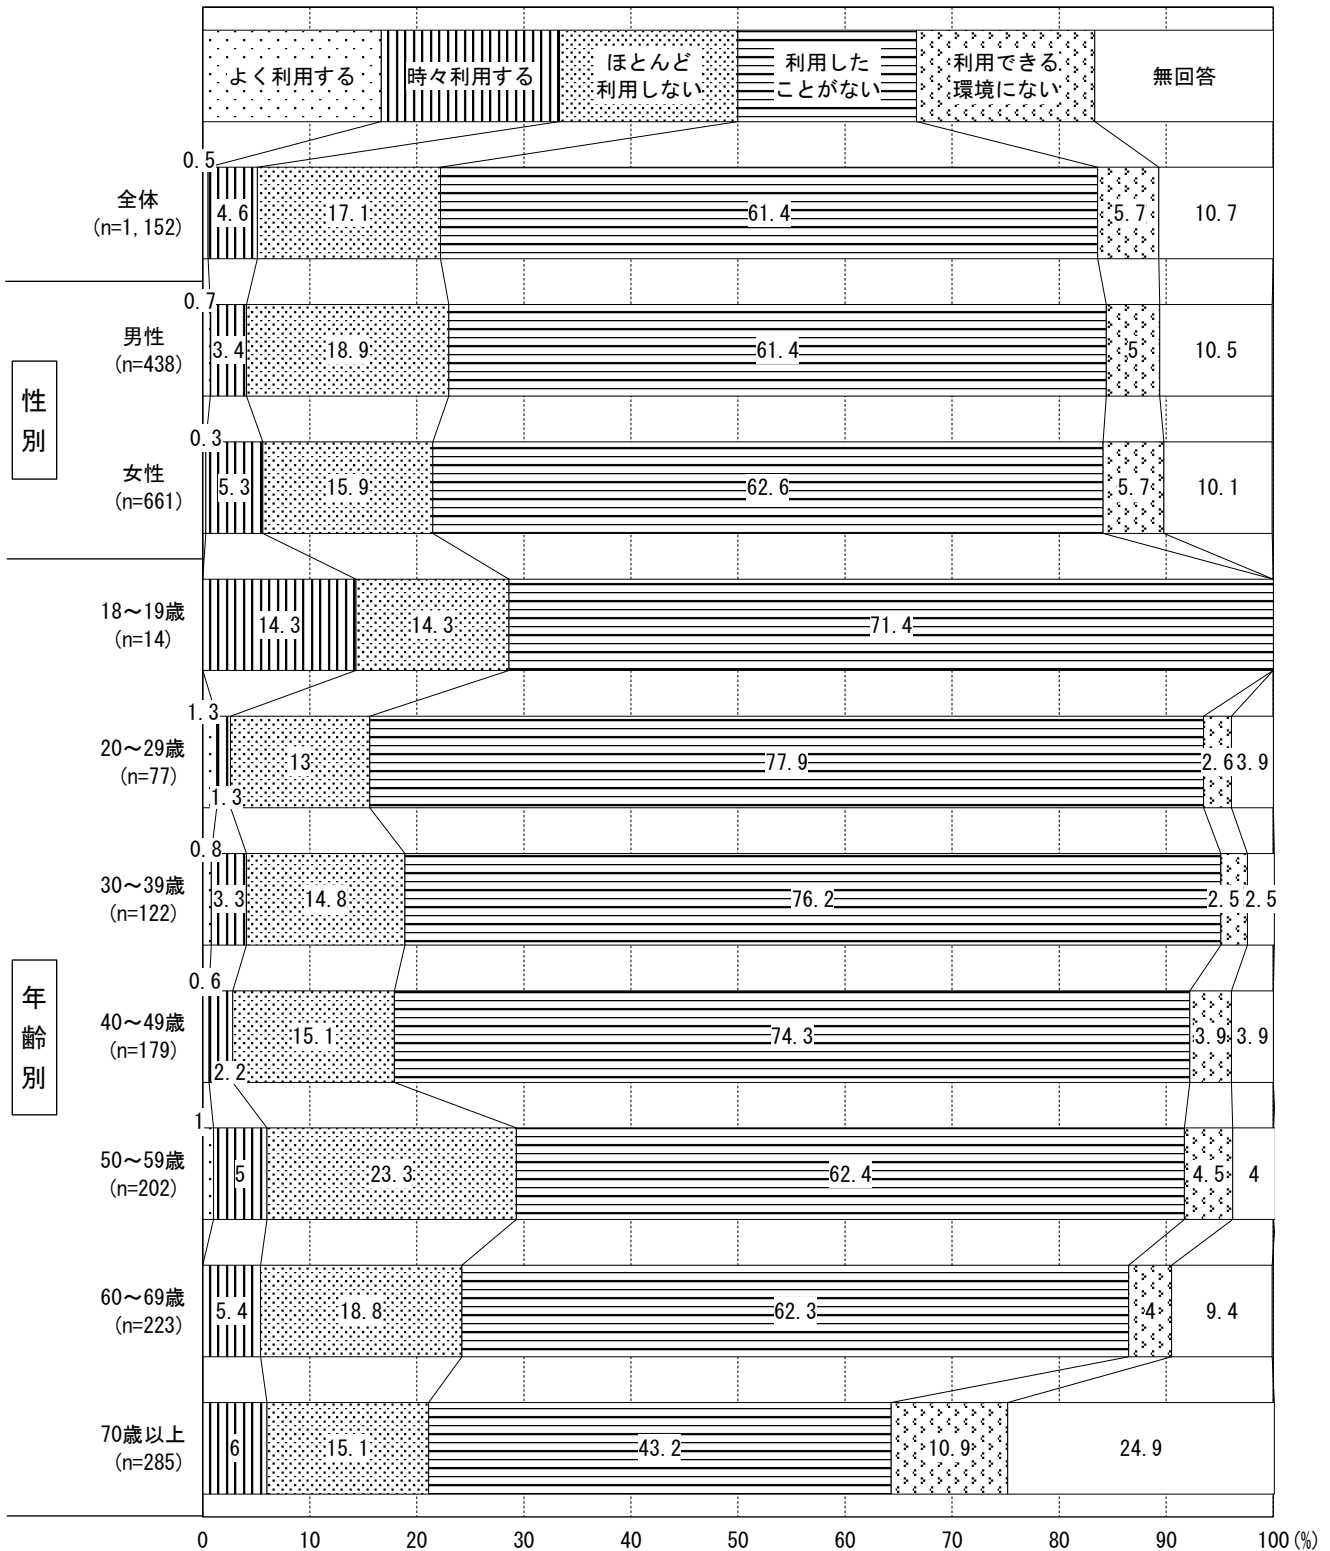 よく利用する
時々利用する
ほとんど
利用しない
利用した
ことがない
利用できる
環境にない
無回答
全体
(n=1,152)
0.5
4.6
17.1
61.4
5.7
10.7
性別
男性
(n=438)
0.7
3.4
18.9
61.4
5
10.5
女性
(n=661)
0.3
5.3
15.9
62.6
5.7
10.1
年齢別
18～19歳
(n=14)
14.3
14.3
71.4
20～29歳
(n=77)
1.3
1.3
13
77.9
2.6
3.9
30～39歳
(n=122)
0.8
3.3
14.8
76.2
2.5
2.5
40～49歳
(n=179)
0.6
2.2
15.1
74.3
3.9
3.9
50～59歳
(n=202)
1
5
23.3
62.4
4.5
4
60～69歳
(n=223)
5.4
18.8
62.3
4
9.4
70歳以上
(n=285)
6
15.1
43.2
10.9
24.9
0 10 20 30 40 50 60 70 80 90 100 (%)